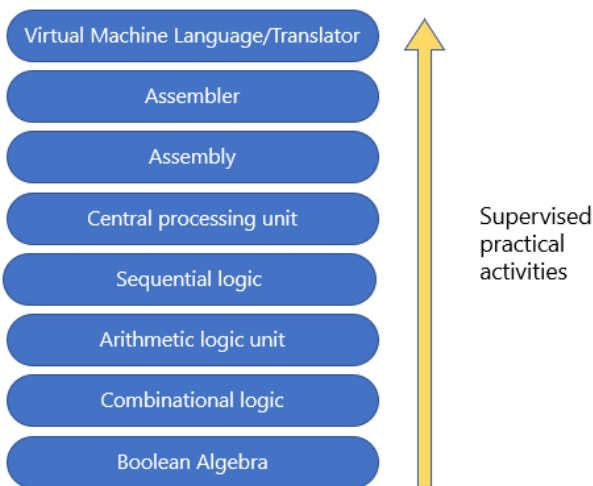 Virtual Machine Language/Translator
Assembler
Assembly
Central processing unit
Sequential logic
Arithmetic logic unit
Combinational logic
Boolean Algebra
Supervised
practical
activities